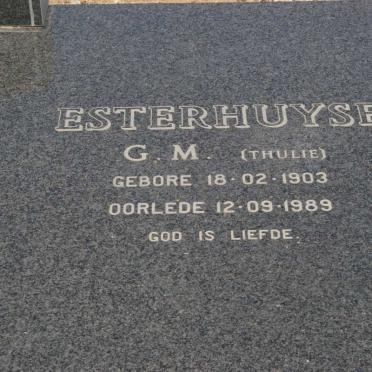 ESTERHUYSE
G. M. (THULIE)
GEBORE 18·02·1903
OORLEDE 12·09·1989
GOD IS LIEFDE.